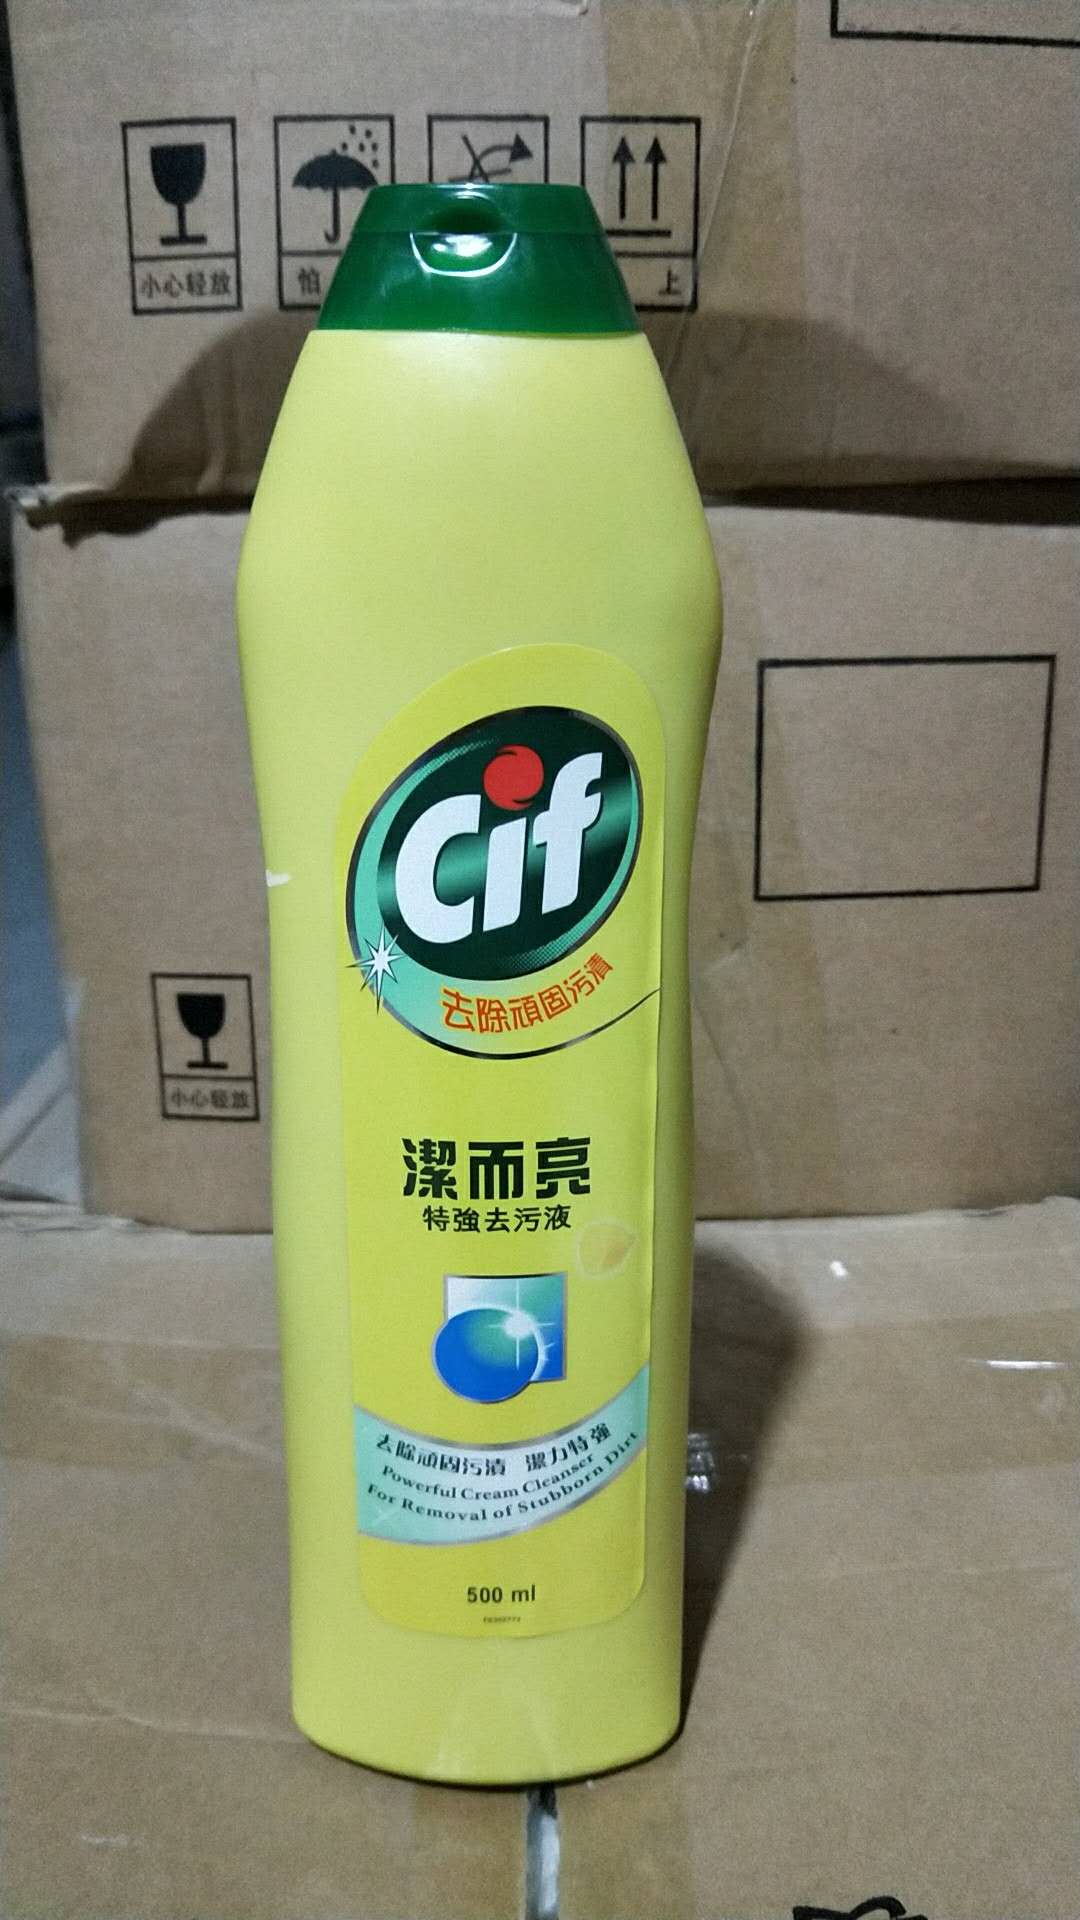 小心轻放
怕
上
Cif
去除頑固污漬
小心轻放
潔而亮
特強去污液
去除頑固污漬 潔力特強
Powerful Cream Cleanser
For Removal of Stubborn Dirt
500 ml